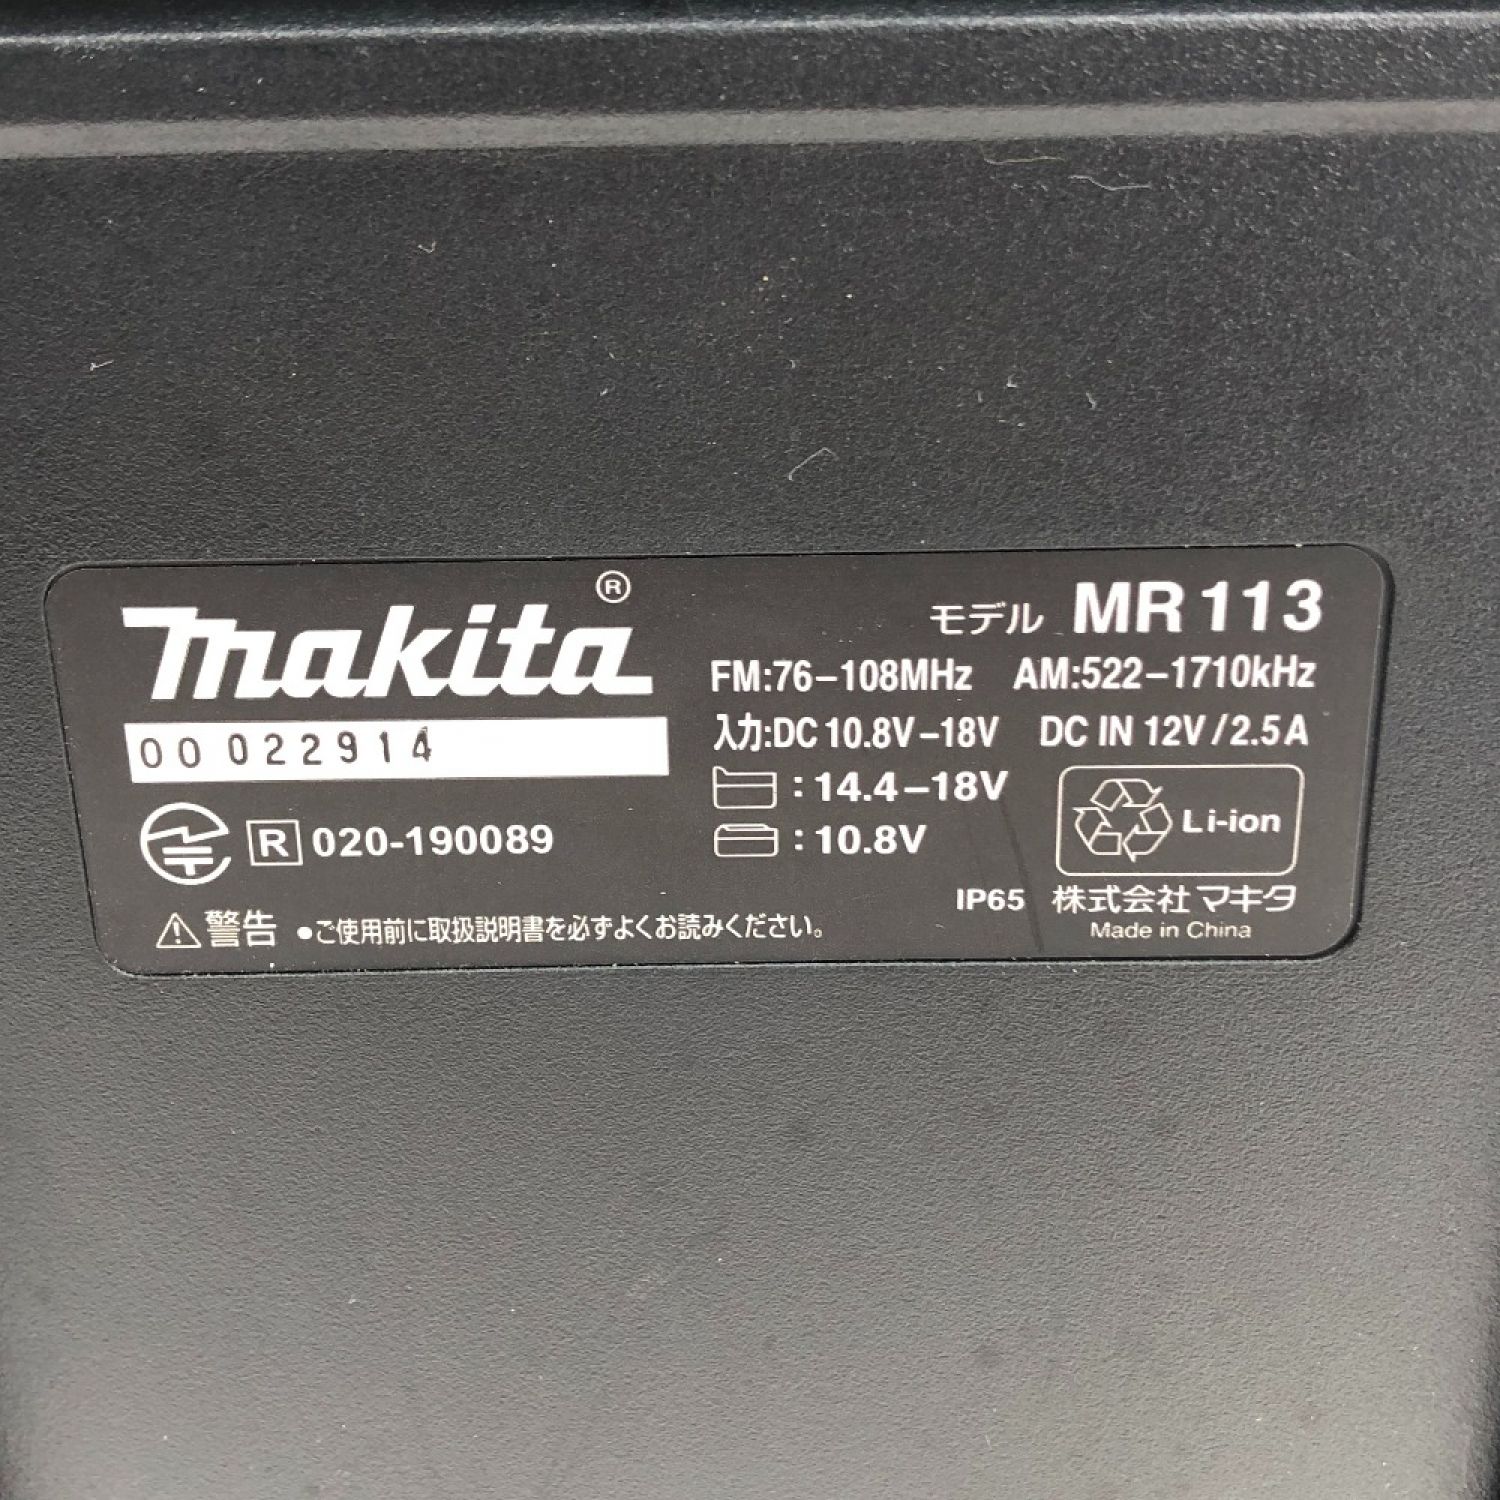 makita®
モデル MR113
FM:76–108MHz AM:522–1710kHz
入力:DC 10.8V–18V DC IN 12V/2.5A
00 022914
: 14.4–18V
: 10.8V
Li-ion
R 020-190089
IP65 株式会社マキタ
Made in China
警告 ●ご使用前に取扱説明書を必ずよくお読みください。